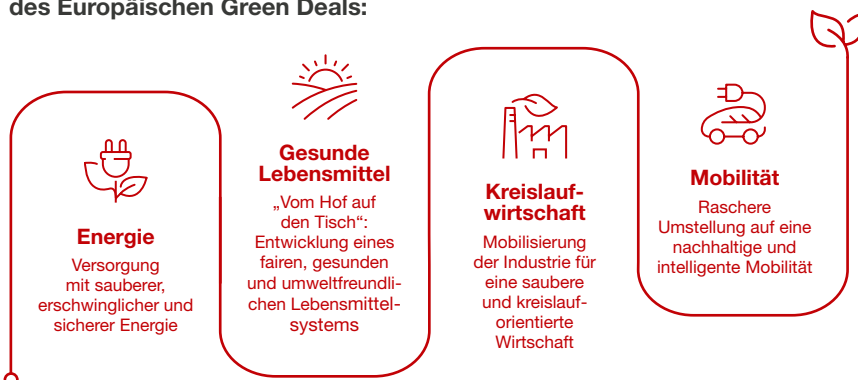 des Europäischen Green Deals:
Energie
Versorgung
mit sauberer,
erschwinglicher und
sicherer Energie
Gesunde
Lebensmittel
„Vom Hof auf
den Tisch“:
Entwicklung eines
fairen, gesunden
und umweltfreundli-
chen Lebensmittel-
systems
Kreislauf-
wirtschaft
Mobilisierung
der Industrie für
eine saubere
und kreislauf-
orientierte
Wirtschaft
Mobilität
Raschere
Umstellung auf eine
nachhaltige und
intelligente Mobilität